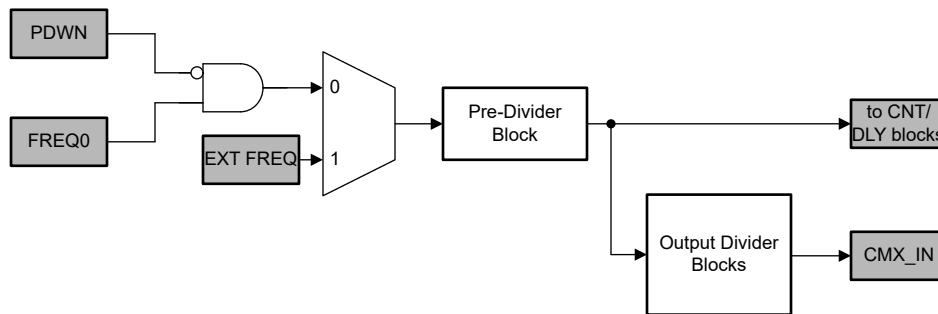 PDWN
FREQ0
EXT FREQ
0
1
Pre-Divider
Block
to CNT/
DLY blocks
Output Divider
Blocks
CMX_IN